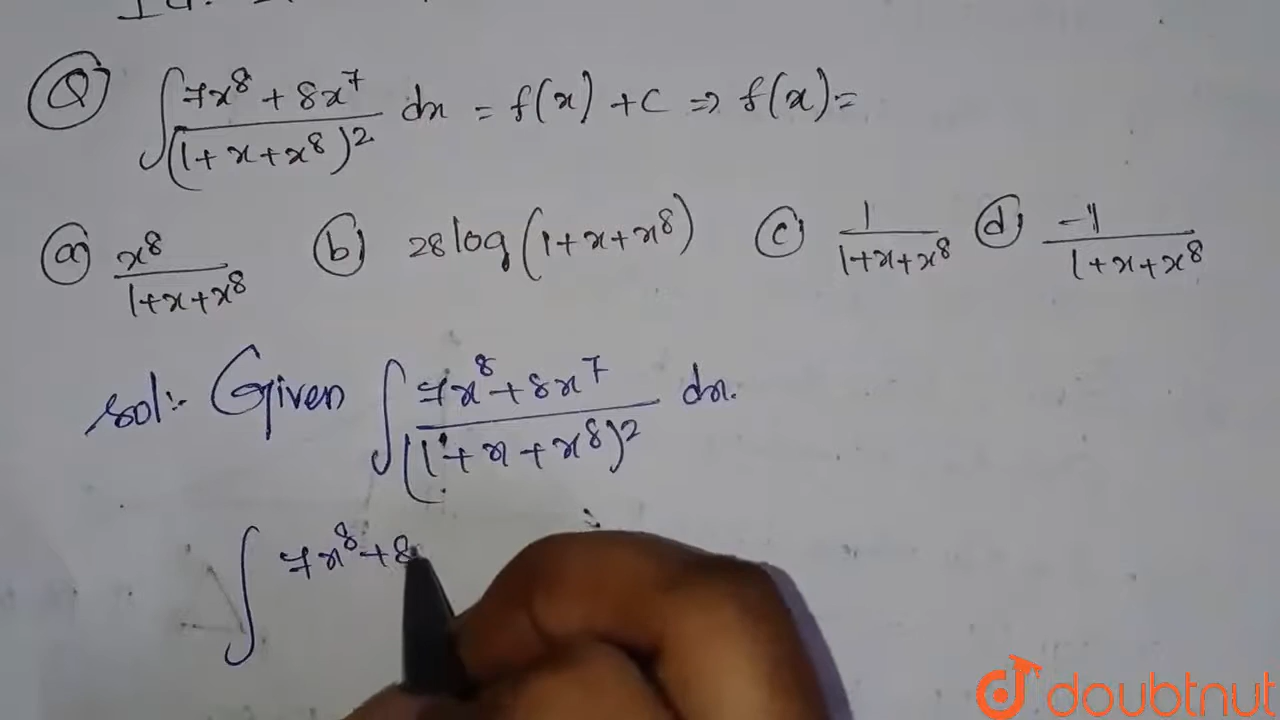 Q ∫ 7x⁸ + 8x⁷ / (1 + x + x⁸)² dx = f(x) + C ⇒ f(x) =
a) x⁸ / 1+x+x⁸ b) 28 log (1+x+x⁸) c) 1 / 1+x+x⁸ d) -1 / 1+x+x⁸
Sol:- Given ∫ 7x⁸ + 8x⁷ / (1 + x + x⁸)² dx.
∫ 7x⁸ + 8
doubtnut